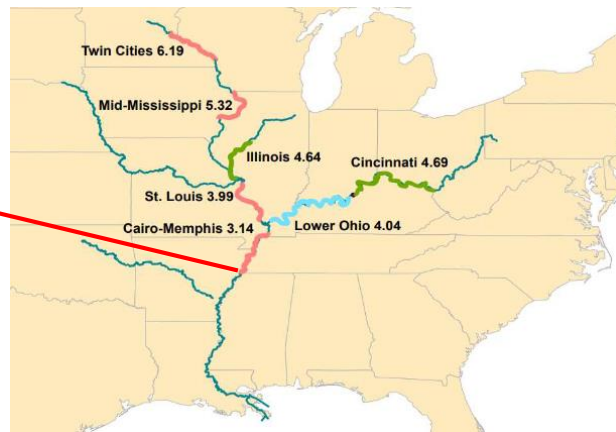 Twin Cities 6.19
Mid-Mississippi 5.32
Illinois 4.64
Cincinnati 4.69
St. Louis 3.99
Cairo-Memphis 3.14
Lower Ohio 4.04